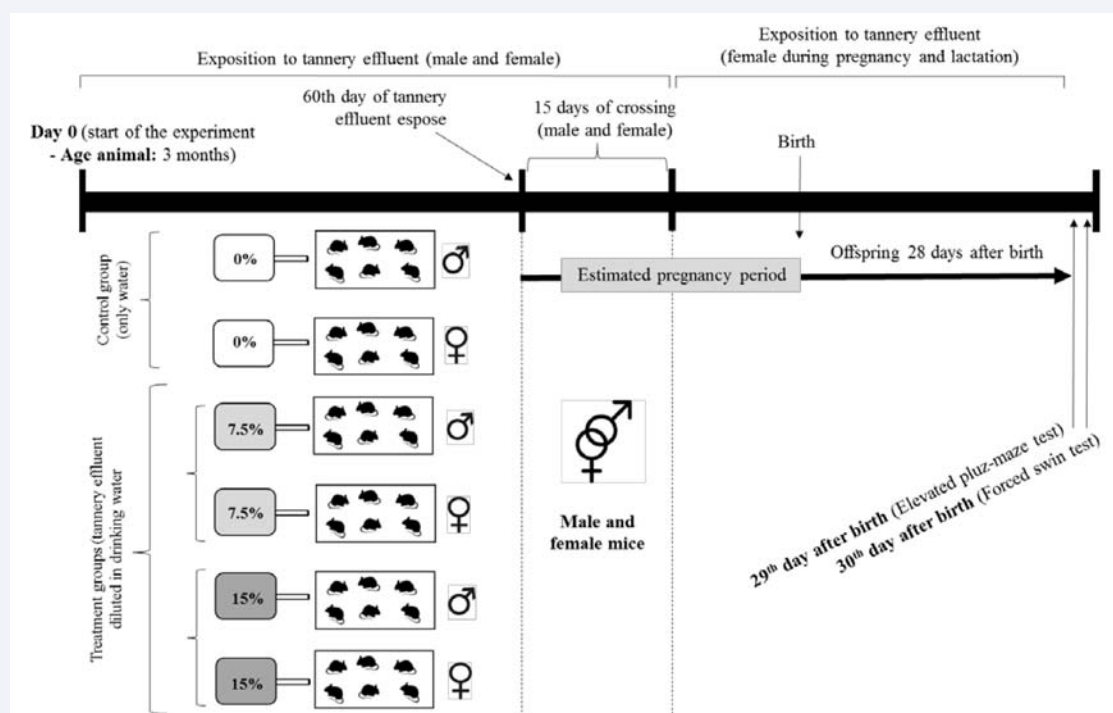 Exposition to tannery effluent (male and female)
Exposition to tannery effluent
(female during pregnancy and lactation)
60th day of tannery
effluent espose
15 days of crossing
(male and female)
Day 0 (start of the experiment
- Age animal: 3 months)
Birth
Control group
(only water)
0%
♂
0%
♀
Estimated pregnancy period
Offspring 28 days after birth
Treatment groups (tannery effluent
diluted in drinking water
7.5%
♂
7.5%
♀
15%
♂
15%
♀
Male and
female mice
29th day after birth (Elevated pluz-maze test)
30th day after birth (Forced swin test)